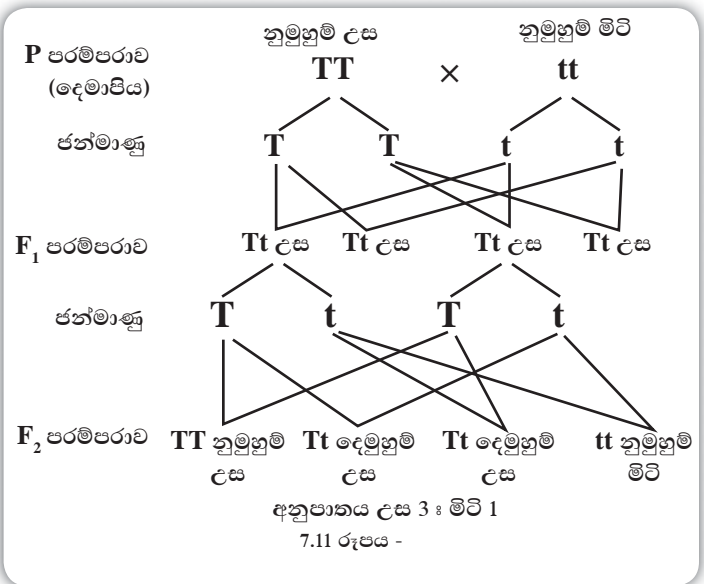 නුමුහුම් උස නුමුහුම් මිටි
P පරම්පරාව TT × tt
(දෙමාපිය)
ජන්මාණු T T t t
F₁ පරම්පරාව Tt උස Tt උස Tt උස Tt උස
ජන්මාණු T t T t
F₂ පරම්පරාව TT නුමුහුම් Tt දෙමුහුම් Tt දෙමුහුම් tt නුමුහුම්
උස උස උස මිටි
අනුපාතය උස 3 : මිටි 1
7.11 රූපය -